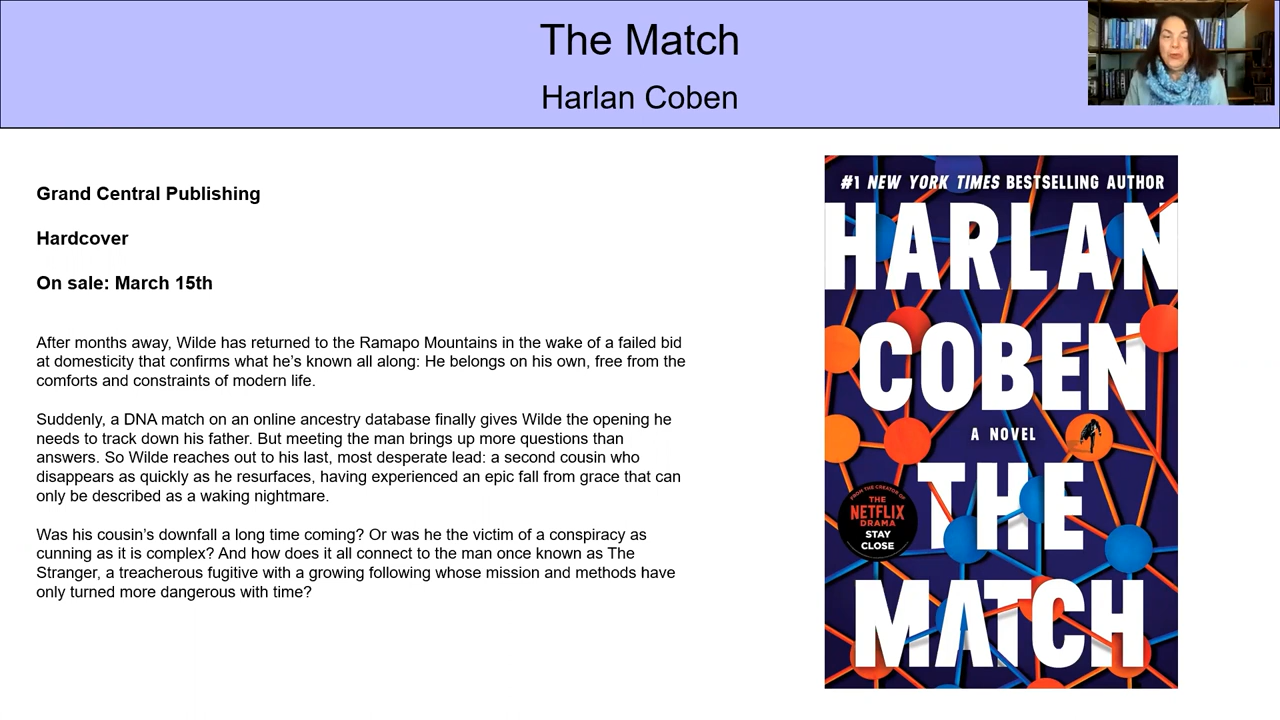 The Match
Harlan Coben
Grand Central Publishing
Hardcover
On sale: March 15th
After months away, Wilde has returned to the Ramapo Mountains in the wake of a failed bid
at domesticity that confirms what he’s known all along: He belongs on his own, free from the
comforts and constraints of modern life.
Suddenly, a DNA match on an online ancestry database finally gives Wilde the opening he
needs to track down his father. But meeting the man brings up more questions than
answers. So Wilde reaches out to his last, most desperate lead: a second cousin who
disappears as quickly as he resurfaces, having experienced an epic fall from grace that can
only be described as a waking nightmare.
Was his cousin’s downfall a long time coming? Or was he the victim of a conspiracy as
cunning as it is complex? And how does it all connect to the man once known as The
Stranger, a treacherous fugitive with a growing following whose mission and methods have
only turned more dangerous with time?
#1 NEW YORK TIMES BESTSELLING AUTHOR
HARLAN
COBEN
A NOVEL
THE
MATCH
FROM THE CREATOR OF
THE
NETFLIX
DRAMA
STAY
CLOSE